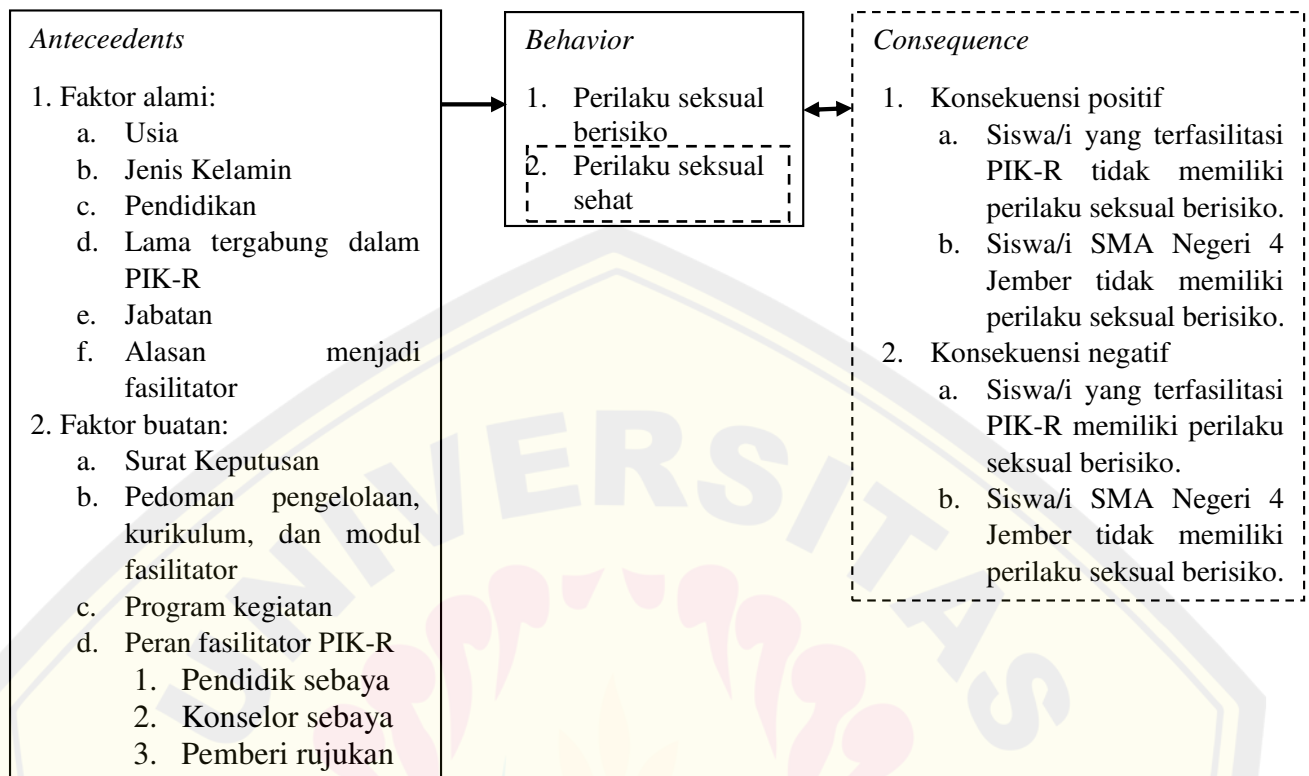 Anteceedents
1. Faktor alami:
a. Usia
b. Jenis Kelamin
c. Pendidikan
d. Lama tergabung dalam
PIK-R
e. Jabatan
f. Alasan menjadi
fasilitator
2. Faktor buatan:
a. Surat Keputusan
b. Pedoman pengelolaan,
kurikulum, dan modul
fasilitator
c. Program kegiatan
d. Peran fasilitator PIK-R
1. Pendidik sebaya
2. Konselor sebaya
3. Pemberi rujukan
Behavior
1. Perilaku seksual
berisiko
2. Perilaku seksual
sehat
Consequence
1. Konsekuensi positif
a. Siswa/i yang terfasilitasi
PIK-R tidak memiliki
perilaku seksual berisiko.
b. Siswa/i SMA Negeri 4
Jember tidak memiliki
perilaku seksual berisiko.
2. Konsekuensi negatif
a. Siswa/i yang terfasilitasi
PIK-R memiliki perilaku
seksual berisiko.
b. Siswa/i SMA Negeri 4
Jember tidak memiliki
perilaku seksual berisiko.
UNIVERSITAS